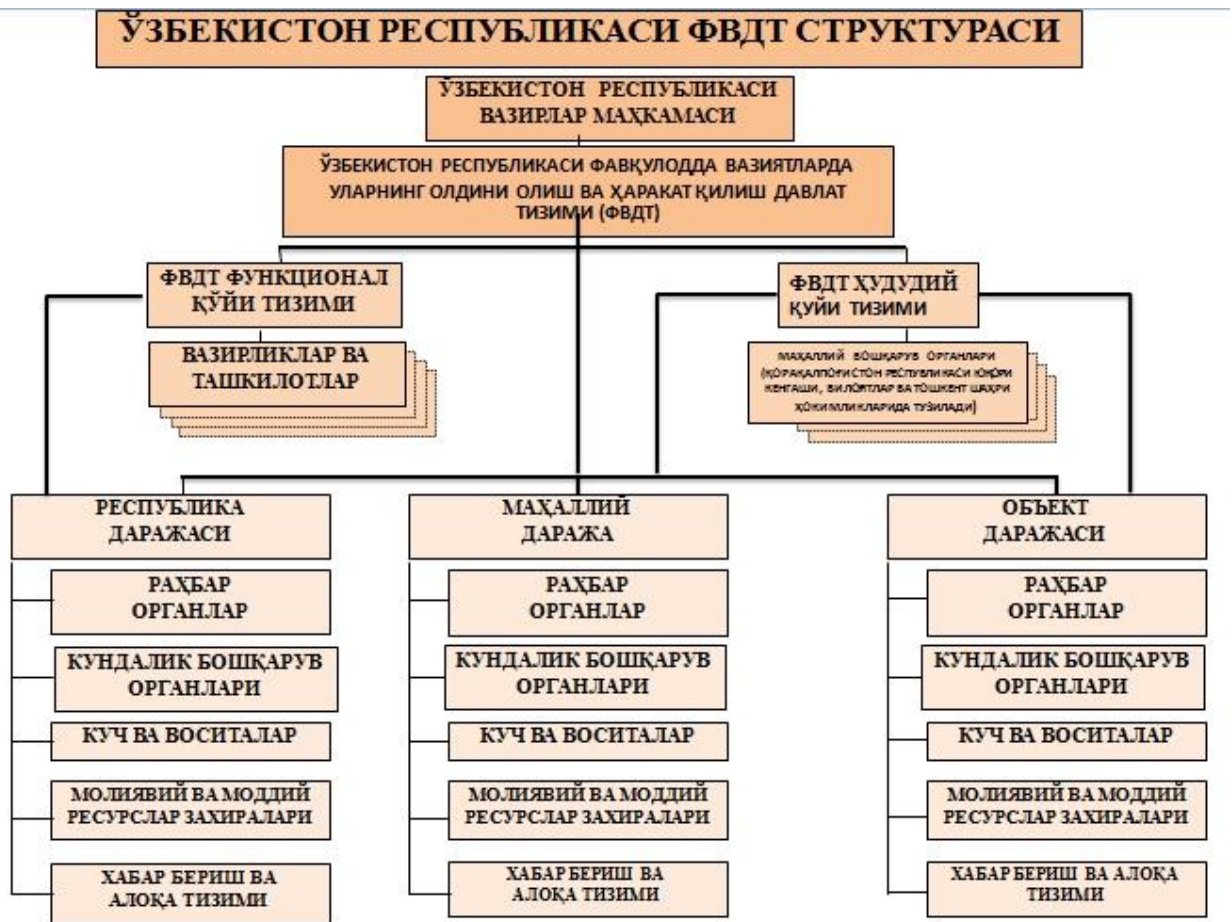 ЎЗБЕКИСТОН РЕСПУБЛИКАСИ ФВДТ СТРУКТУРАСИ
ЎЗБЕКИСТОН РЕСПУБЛИКАСИ
ВАЗИРЛАР МАҲКАМАСИ
ЎЗБЕКИСТОН РЕСПУБЛИКАСИ ФАВҚУЛОДДА ВАЗИЯТЛАРДА
УЛАРНИНГ ОЛДИНИ ОЛИШ ВА ҲАРАКАТ ҚИЛИШ ДАВЛАТ
ТИЗИМИ (ФВДТ)
ФВДТ ФУНКЦИОНАЛ
ҚЎЙИ ТИЗИМИ
ВАЗИРЛИКЛАР ВА
ТАШКИЛОТЛАР
ФВДТ ҲУДУДИЙ
ҚУЙИ ТИЗИМИ
МАҲАЛЛИЙ БОШҚАРУВ ОРГАНЛАРИ
(ҚОРАҚАЛПОҒИСТОН РЕСПУБЛИКАСИ ЮҚОРИ
КЕНГАШИ, ВИЛОЯТЛАР ВА ТОШКЕНТ ШАҲРИ
ҲОКИМЛИКЛАРИДА ТУЗИЛАДИ)
РЕСПУБЛИКА
ДАРАЖАСИ
РАҲБАР
ОРГАНЛАР
КУНДАЛИК БОШҚАРУВ
ОРГАНЛАРИ
КУЧ ВА ВОСИТАЛАР
МОЛИЯВИЙ ВА МОДДИЙ
РЕСУРСЛАР ЗАХИРАЛАРИ
ХАБАР БЕРИШ ВА
АЛОҚА ТИЗИМИ
МАҲАЛЛИЙ
ДАРАЖА
РАҲБАР
ОРГАНЛАР
КУНДАЛИК БОШҚАРУВ
ОРГАНЛАРИ
КУЧ ВА ВОСИТАЛАР
МОЛИЯВИЙ ВА МОДДИЙ
РЕСУРСЛАР ЗАХИРАЛАРИ
ХАБАР БЕРИШ ВА
АЛОҚА ТИЗИМИ
ОБЪЕКТ
ДАРАЖАСИ
РАҲБАР
ОРГАНЛАР
КУНДАЛИК БОШҚАРУВ
ОРГАНЛАРИ
КУЧ ВА ВОСИТАЛАР
МОЛИЯВИЙ ВА МОДДИЙ
РЕСУРСЛАР ЗАХИРАЛАРИ
ХАБАР БЕРИШ ВА АЛОҚА
ТИЗИМИ